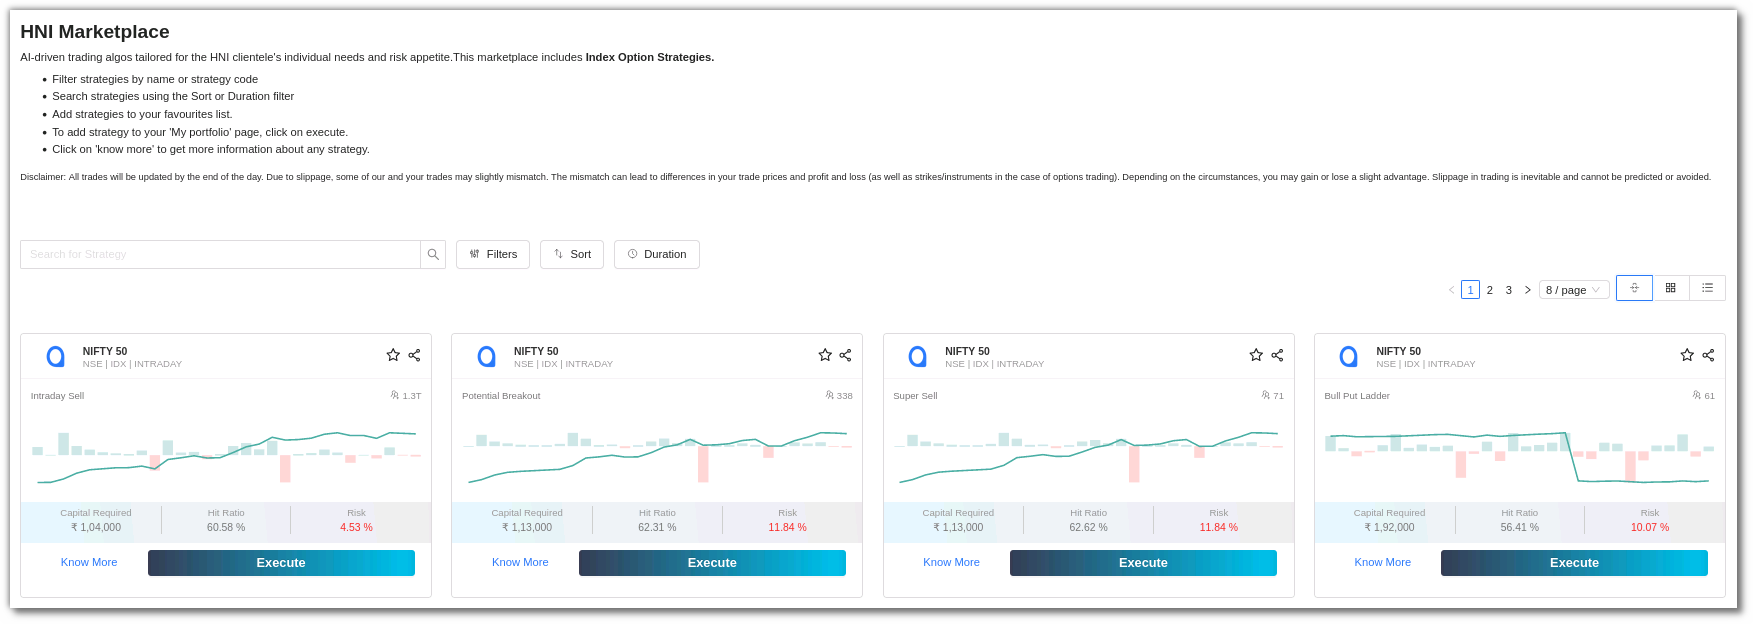 HNI Marketplace
AI-driven trading algos tailored for the HNI clientele's individual needs and risk appetite.This marketplace includes Index Option Strategies.
• Filter strategies by name or strategy code
• Search strategies using the Sort or Duration filter
• Add strategies to your favourites list.
• To add strategy to your 'My portfolio' page, click on execute.
• Click on 'know more' to get more information about any strategy.
Disclaimer: All trades will be updated by the end of the day. Due to slippage, some of our and your trades may slightly mismatch. The mismatch can lead to differences in your trade prices and profit and loss (as well as strikes/instruments in the case of options trading). Depending on the circumstances, you may gain or lose a slight advantage. Slippage in trading is inevitable and cannot be predicted or avoided.
Search for Strategy Filters Sort Duration
1 2 3 8 / page
NIFTY 50
NSE | IDX | INTRADAY
Intraday Sell 1.3T
Capital Required Hit Ratio Risk
₹ 1,04,000 60.58 % 4.53 %
Know More Execute
NIFTY 50
NSE | IDX | INTRADAY
Potential Breakout 338
Capital Required Hit Ratio Risk
₹ 1,13,000 62.31 % 11.84 %
Know More Execute
NIFTY 50
NSE | IDX | INTRADAY
Super Sell 71
Capital Required Hit Ratio Risk
₹ 1,13,000 62.62 % 11.84 %
Know More Execute
NIFTY 50
NSE | IDX | INTRADAY
Bull Put Ladder 61
Capital Required Hit Ratio Risk
₹ 1,92,000 56.41 % 10.07 %
Know More Execute